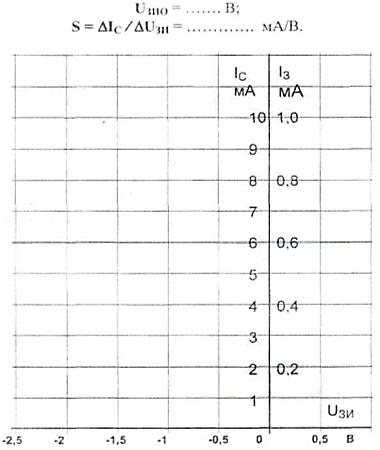 UЗИО = ....... В;
S = ΔIС / ΔUЗИ = ............. мА/В.
IС IЗ
мА мА
10 1,0
9
8 0,8
7
6 0,6
5
4 0,4
3
2 0,2
1
UЗИ
-2,5 -2 -1,5 -1 -0,5 0 0,5 В